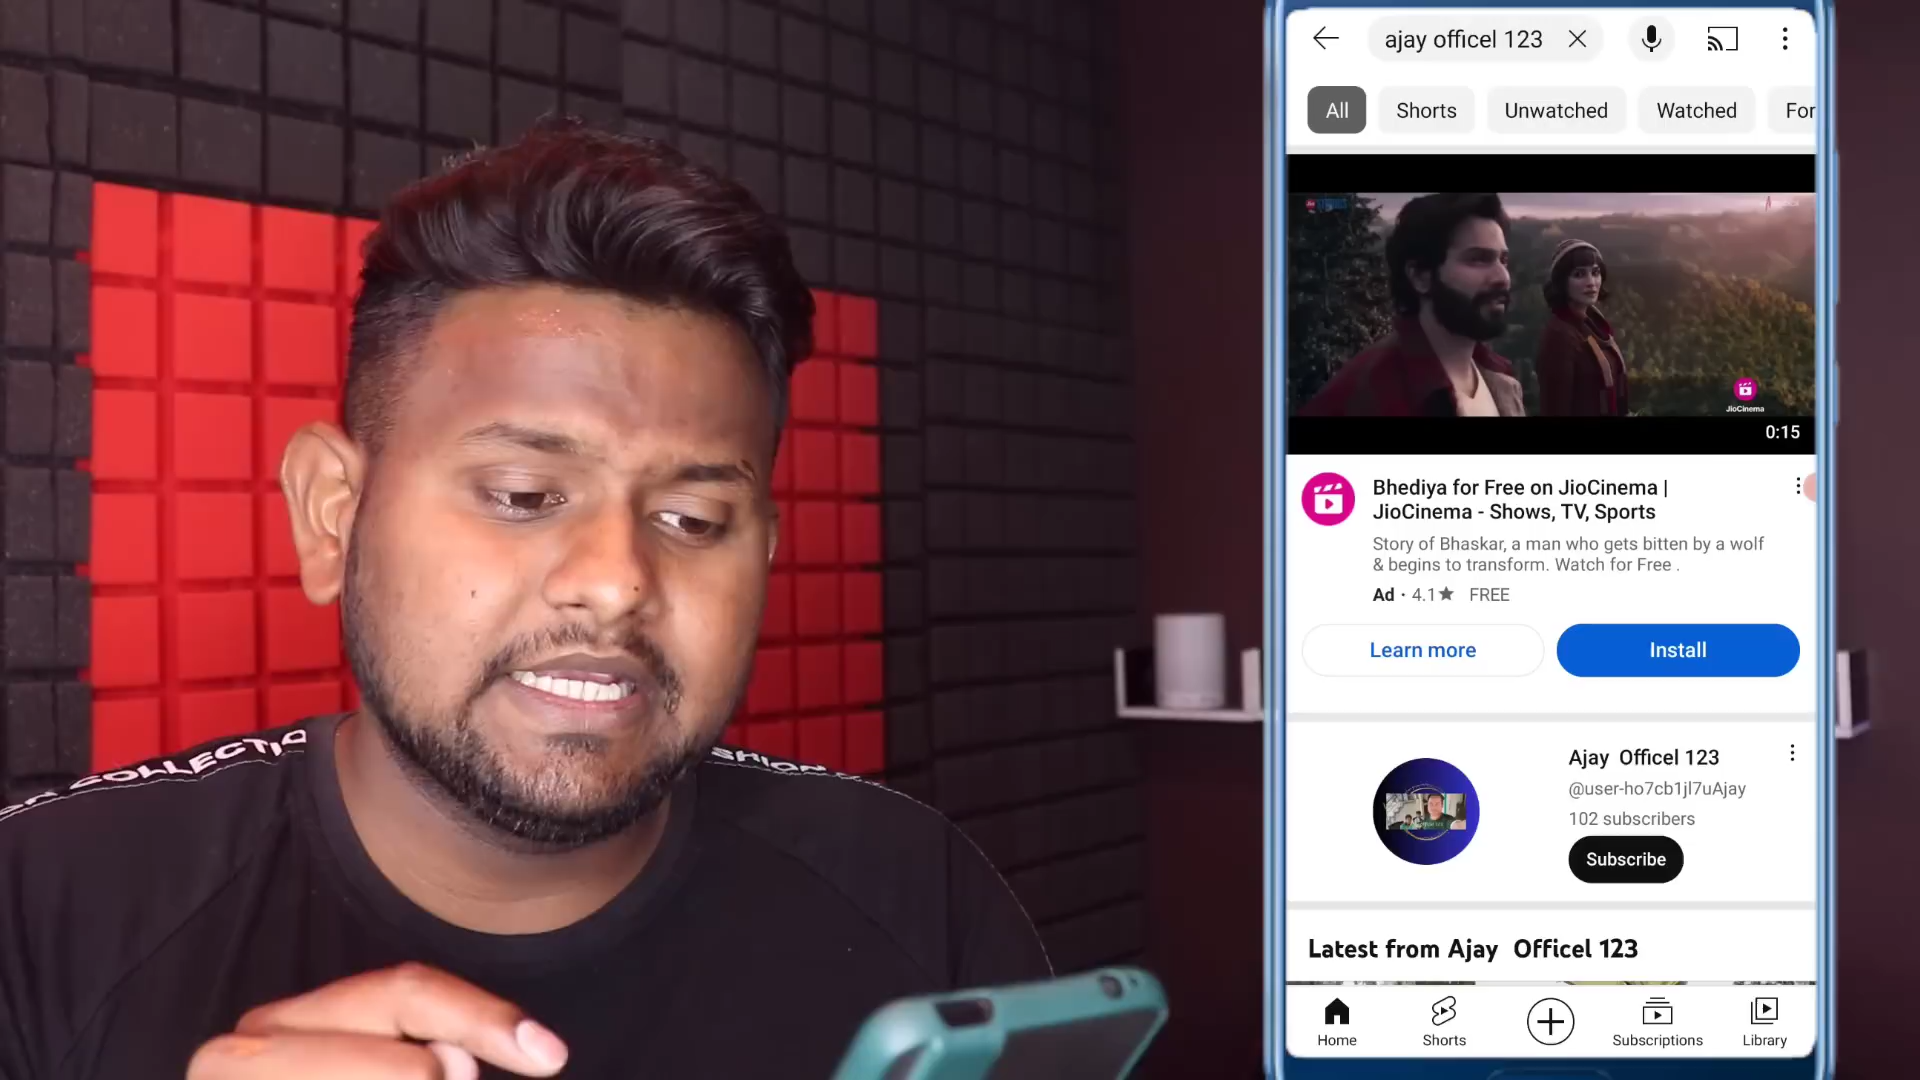 ajay officel 123
All
Shorts
Unwatched
Watched
For
JioCinema
0:15
Bhediya for Free on JioCinema |
JioCinema - Shows, TV, Sports
Story of Bhaskar, a man who gets bitten by a wolf
& begins to transform. Watch for Free .
Ad · 4.1★ FREE
Learn more
Install
Ajay Officel 123
@user-ho7cb1jl7uAjay
102 subscribers
Subscribe
Latest from Ajay Officel 123
Home
Shorts
Subscriptions
Library
COLLECTION